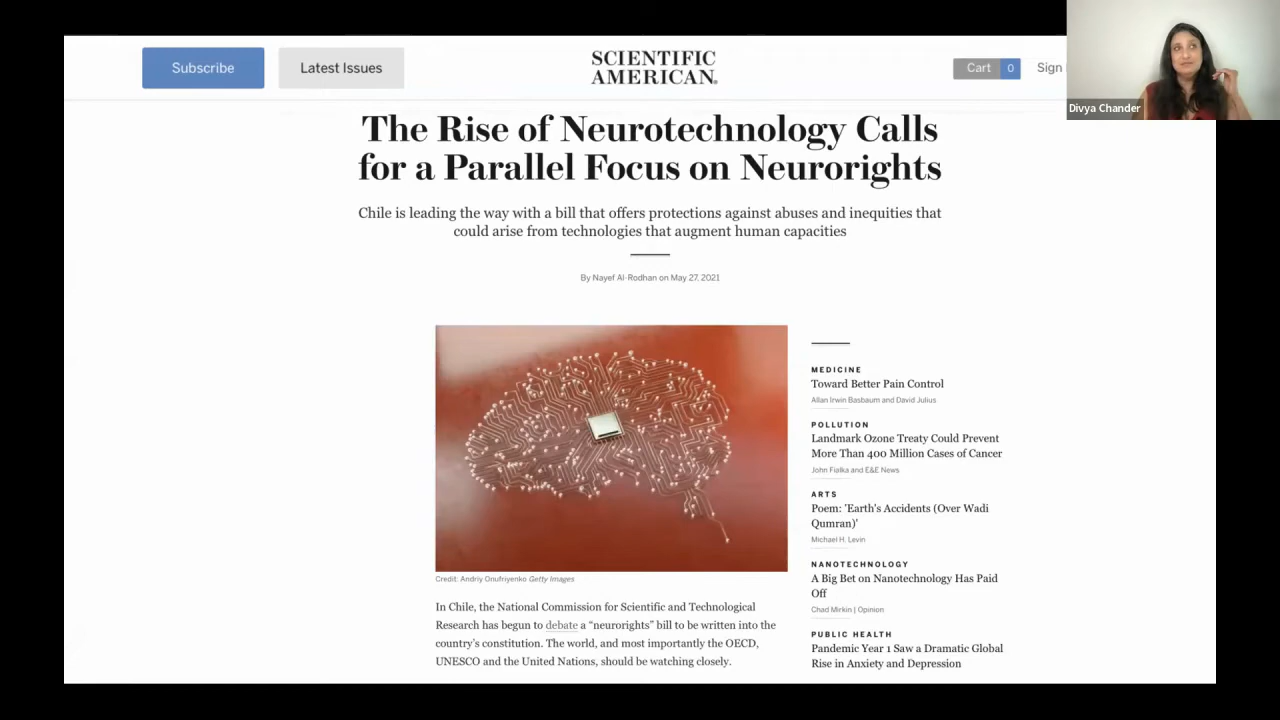 Subscribe
Latest Issues
SCIENTIFIC
AMERICAN®
Cart 0
Sign
Divya Chander
The Rise of Neurotechnology Calls
for a Parallel Focus on Neurorights
Chile is leading the way with a bill that offers protections against abuses and inequities that
could arise from technologies that augment human capacities
By Nayef Al-Rodhan on May 27, 2021
Credit: Andriy Onufriyenko Getty Images
In Chile, the National Commission for Scientific and Technological
Research has begun to debate a “neurorights” bill to be written into the
country's constitution. The world, and most importantly the OECD,
UNESCO and the United Nations, should be watching closely.
MEDICINE
Toward Better Pain Control
Allan Irwin Basbaum and David Julius
POLLUTION
Landmark Ozone Treaty Could Prevent
More Than 400 Million Cases of Cancer
John Fialka and E&E News
ARTS
Poem: 'Earth's Accidents (Over Wadi
Qumran)'
Michael H. Levin
NANOTECHNOLOGY
A Big Bet on Nanotechnology Has Paid
Off
Chad Mirkin | Opinion
PUBLIC HEALTH
Pandemic Year 1 Saw a Dramatic Global
Rise in Anxiety and Depression